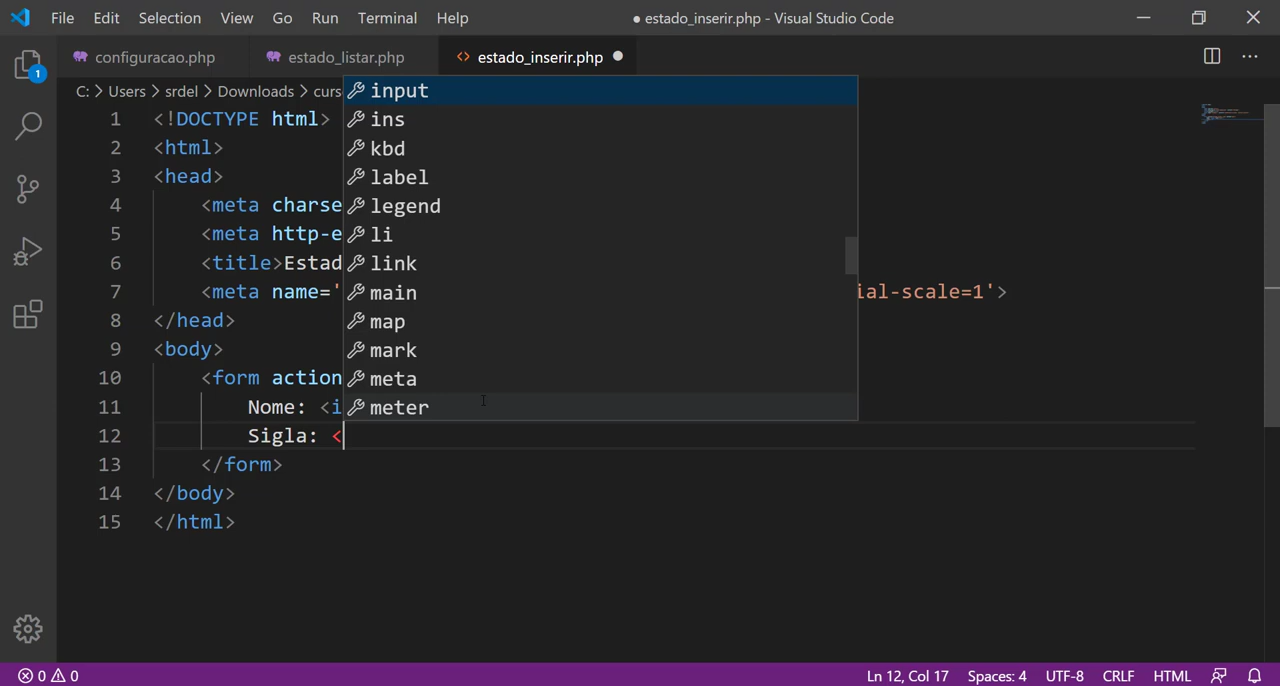 File Edit Selection View Go Run Terminal Help ● estado_inserir.php - Visual Studio Code
1
configuracao.php estado_listar.php <> estado_inserir.php ●
C: > Users > srdel > Downloads > curs
input
ins
kbd
label
legend
li
link
main
map
mark
meta
meter
1 <!DOCTYPE html>
2 <html>
3 <head>
4 <meta charse
5 <meta http-e
6 <title>Estad
7 <meta name=' ial-scale=1'>
8 </head>
9 <body>
10 <form action
11 Nome: <i
12 Sigla: <
13 </form>
14 </body>
15 </html>
0 0 Ln 12, Col 17 Spaces: 4 UTF-8 CRLF HTML